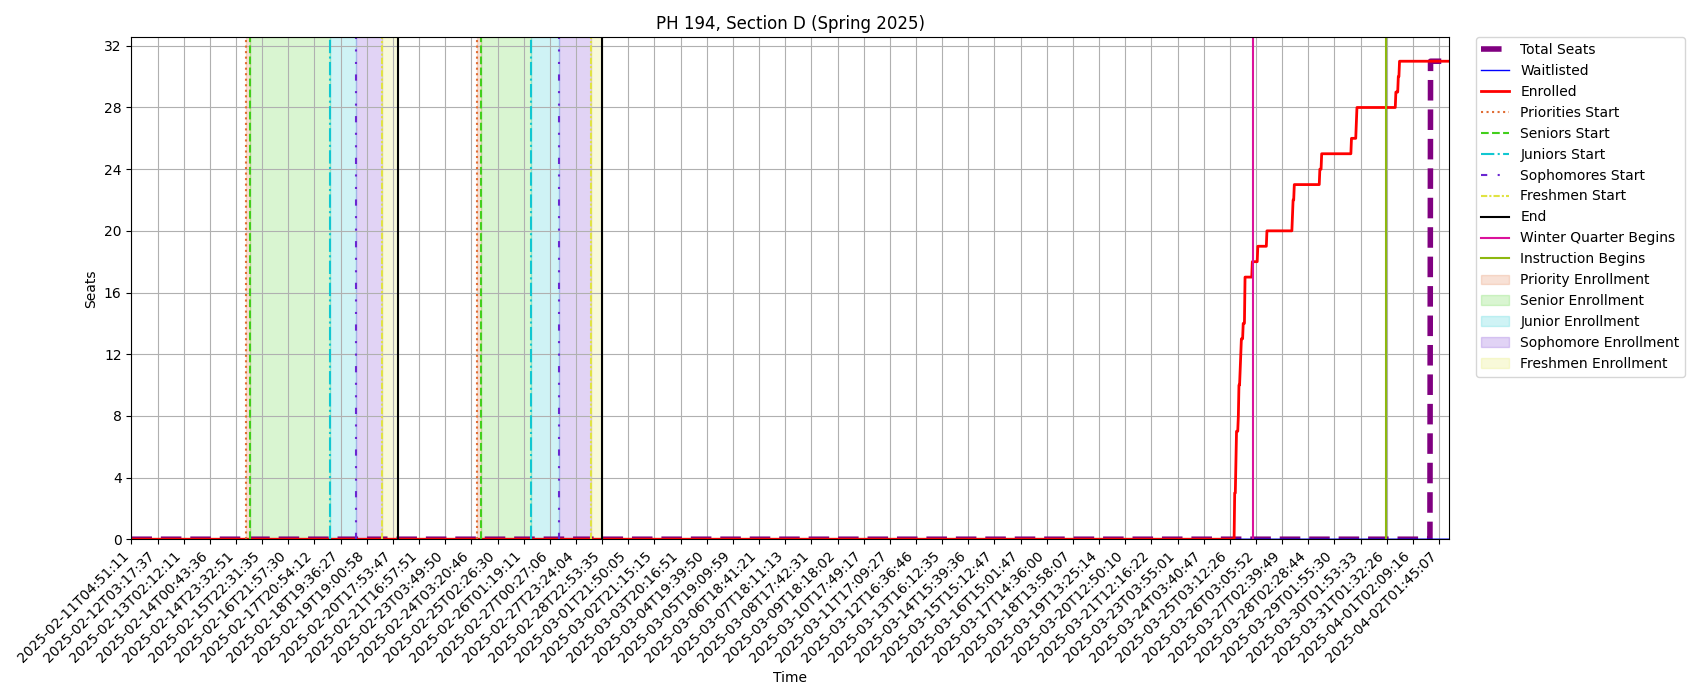 PH 194, Section D (Spring 2025)
32
28
24
20
16
12
8
4
0
Seats
2025-02-11T04:51:11
2025-02-12T03:17:37
2025-02-13T02:12:11
2025-02-14T00:43:36
2025-02-14T23:32:51
2025-02-15T22:31:35
2025-02-16T21:57:30
2025-02-17T20:54:12
2025-02-18T19:36:27
2025-02-19T19:00:58
2025-02-20T17:53:47
2025-02-21T16:57:51
2025-02-24T03:49:50
2025-02-24T03:20:46
2025-02-25T02:26:30
2025-02-26T01:19:11
2025-02-27T00:27:06
2025-02-27T23:24:04
2025-02-28T22:53:35
2025-03-01T21:50:05
2025-03-02T21:15:15
2025-03-03T20:16:51
2025-03-04T19:39:50
2025-03-05T19:09:59
2025-03-06T18:41:21
2025-03-07T18:11:13
2025-03-08T17:42:31
2025-03-09T18:18:02
2025-03-10T17:49:17
2025-03-11T17:09:27
2025-03-12T16:36:46
2025-03-13T16:12:35
2025-03-14T15:39:36
2025-03-15T15:12:47
2025-03-16T15:01:47
2025-03-17T14:36:00
2025-03-18T13:58:07
2025-03-19T13:25:14
2025-03-20T12:50:10
2025-03-21T12:16:22
2025-03-23T03:55:01
2025-03-24T03:40:47
2025-03-25T03:12:26
2025-03-26T03:05:52
2025-03-27T02:39:49
2025-03-28T02:28:44
2025-03-29T01:55:30
2025-03-30T01:53:33
2025-03-31T01:32:26
2025-04-01T02:09:16
2025-04-02T01:45:07
Time
Total Seats
Waitlisted
Enrolled
Priorities Start
Seniors Start
Juniors Start
Sophomores Start
Freshmen Start
End
Winter Quarter Begins
Instruction Begins
Priority Enrollment
Senior Enrollment
Junior Enrollment
Sophomore Enrollment
Freshmen Enrollment